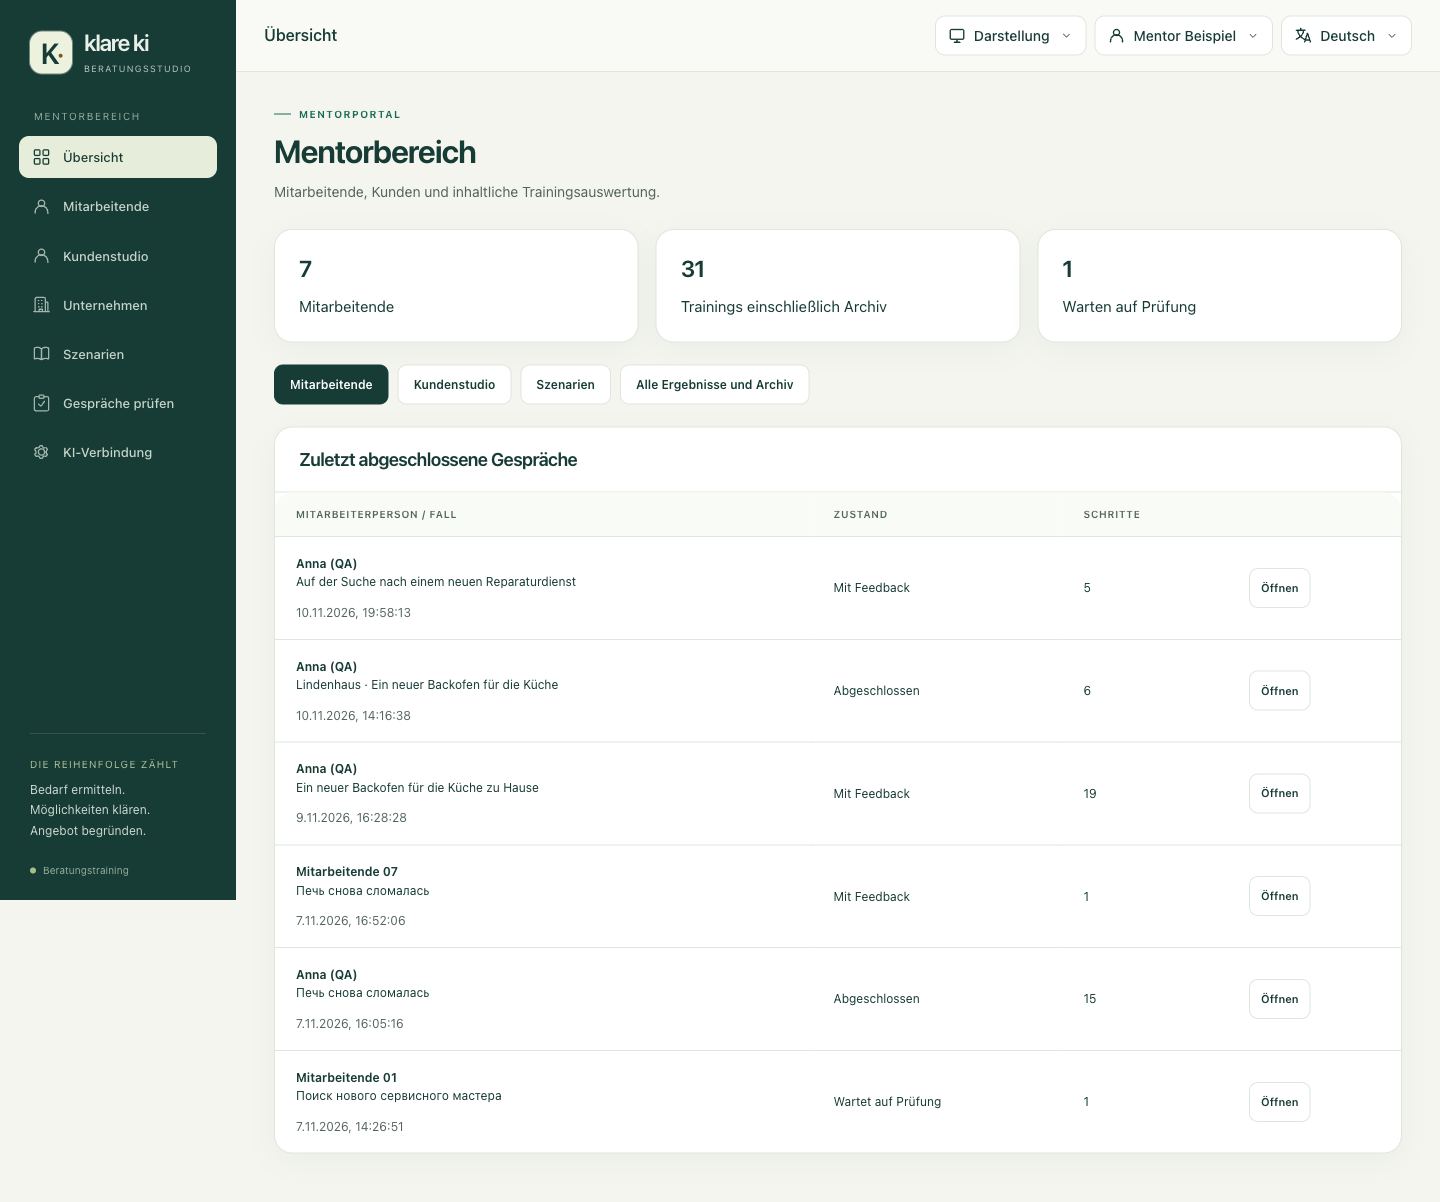 K
klare ki
BERATUNGSSTUDIO
MENTORBEREICH
Übersicht
Mitarbeitende
Kundenstudio
Unternehmen
Szenarien
Gespräche prüfen
KI-Verbindung
DIE REIHENFOLGE ZÄHLT
Bedarf ermitteln.
Möglichkeiten klären.
Angebot begründen.
Beratungstraining
Übersicht
Darstellung
Mentor Beispiel
Deutsch
MENTORPORTAL
Mentorbereich
Mitarbeitende, Kunden und inhaltliche Trainingsauswertung.
7
Mitarbeitende
31
Trainings einschließlich Archiv
1
Warten auf Prüfung
Mitarbeitende
Kundenstudio
Szenarien
Alle Ergebnisse und Archiv
Zuletzt abgeschlossene Gespräche
MITARBEITERPERSON / FALL ZUSTAND SCHRITTE
Anna (QA)
Auf der Suche nach einem neuen Reparaturdienst
10.11.2026, 19:58:13
Mit Feedback
5
Öffnen
Anna (QA)
Lindenhaus · Ein neuer Backofen für die Küche
10.11.2026, 14:16:38
Abgeschlossen
6
Öffnen
Anna (QA)
Ein neuer Backofen für die Küche zu Hause
9.11.2026, 16:28:28
Mit Feedback
19
Öffnen
Mitarbeitende 07
Печь снова сломалась
7.11.2026, 16:52:06
Mit Feedback
1
Öffnen
Anna (QA)
Печь снова сломалась
7.11.2026, 16:05:16
Abgeschlossen
15
Öffnen
Mitarbeitende 01
Поиск нового сервисного мастера
7.11.2026, 14:26:51
Wartet auf Prüfung
1
Öffnen